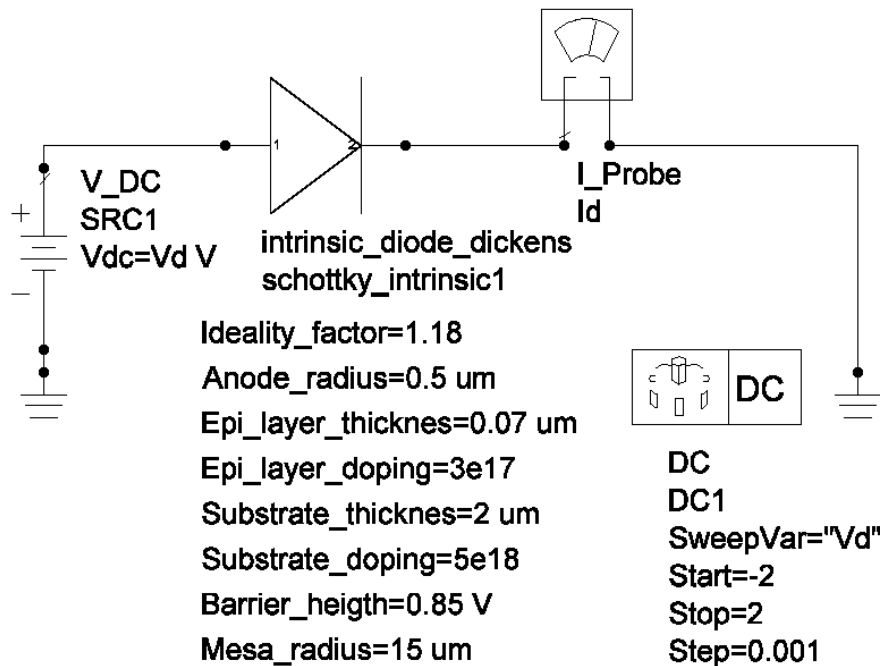 1
2
+
V_DC
SRC1
Vdc=Vd V
–
intrinsic_diode_dickens
schottky_intrinsic1
Ideality_factor=1.18
Anode_radius=0.5 um
Epi_layer_thicknes=0.07 um
Epi_layer_doping=3e17
Substrate_thicknes=2 um
Substrate_doping=5e18
Barrier_heigth=0.85 V
Mesa_radius=15 um
I_Probe
Id
DC
DC
DC1
SweepVar="Vd"
Start=-2
Stop=2
Step=0.001